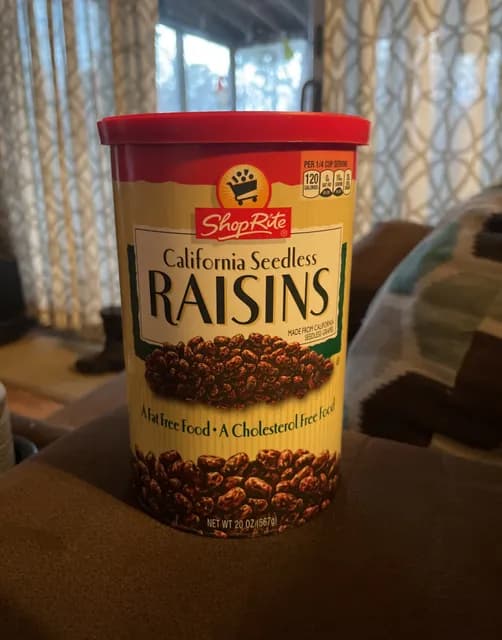 PER 1/4 CUP SERVING
120
CALORIES
ShopRite
California Seedless
RAISINS
MADE FROM CALIFORNIA
SEEDLESS GRAPES
A Fat Free Food • A Cholesterol Free Food
NET WT 20 OZ (567g)